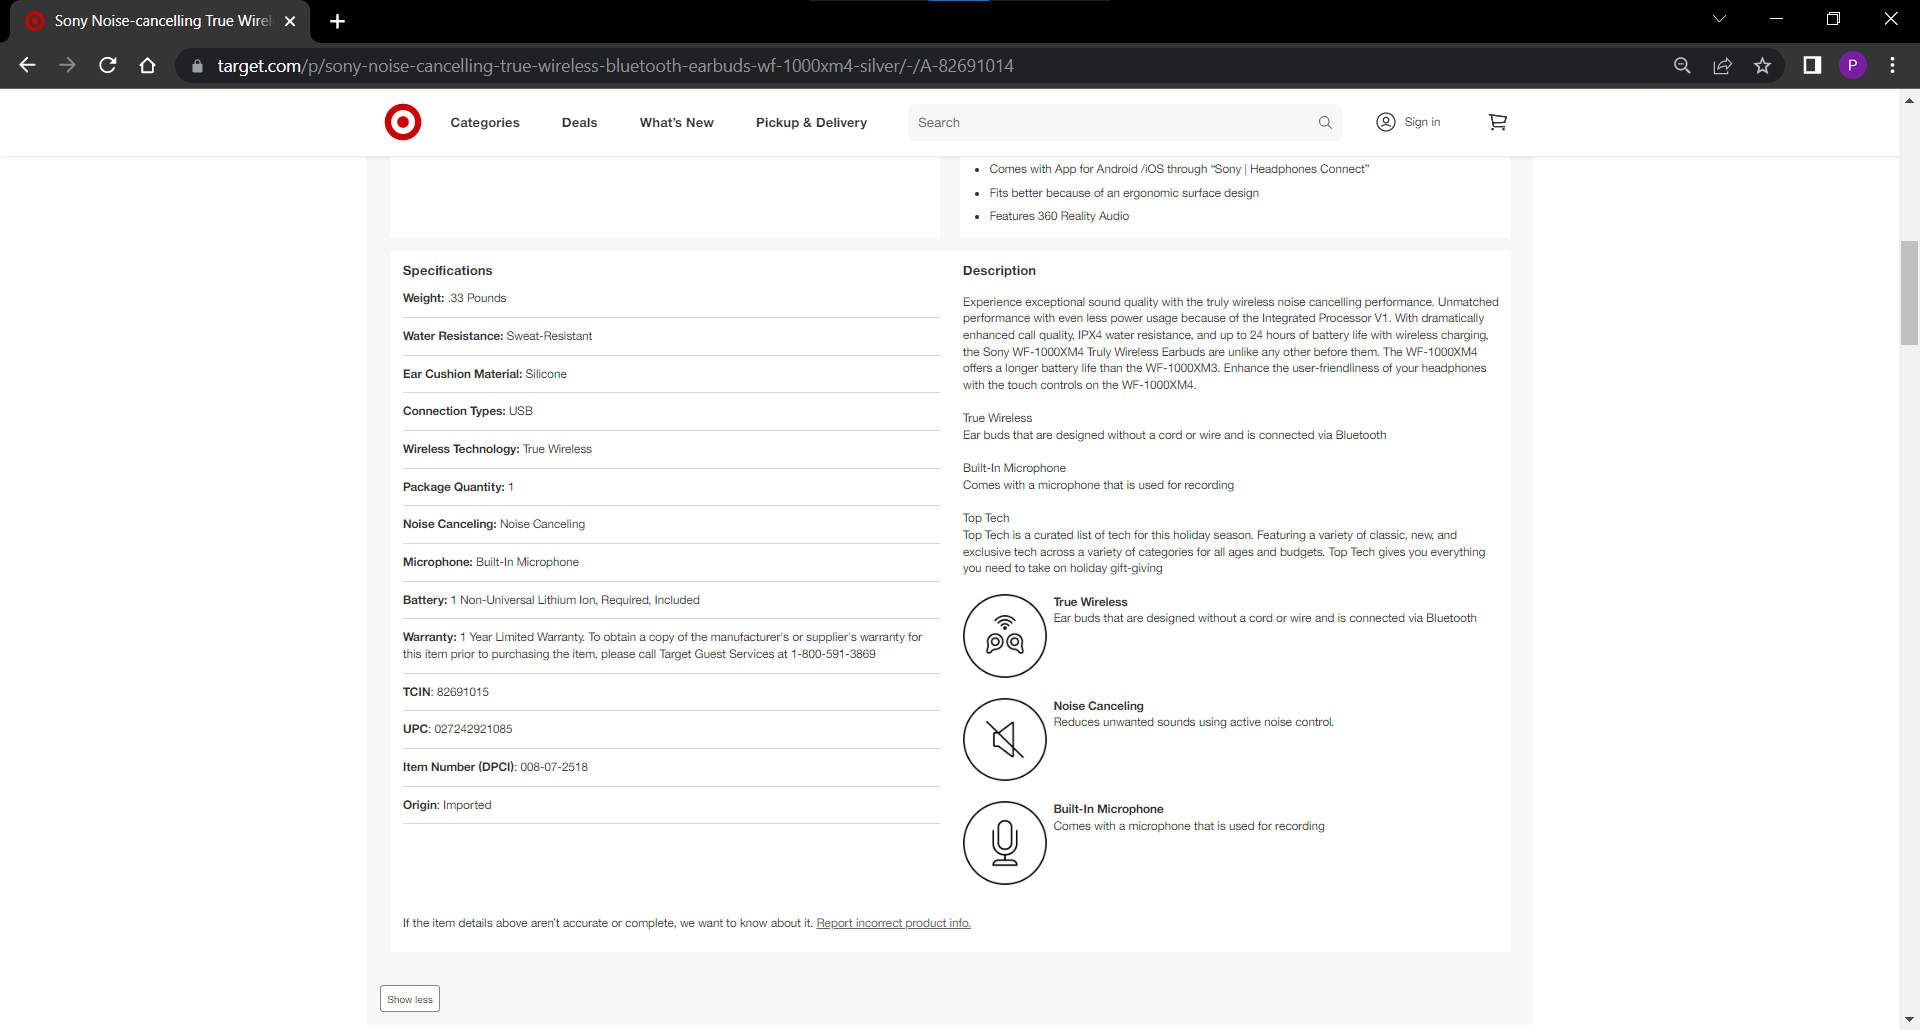 Sony Noise-cancelling True Wirel
target.com/p/sony-noise-cancelling-true-wireless-bluetooth-earbuds-wf-1000xm4-silver/-/A-82691014
P
Categories
Deals
What's New
Pickup & Delivery
Search
Sign in
• Comes with App for Android /iOS through “Sony | Headphones Connect”
• Fits better because of an ergonomic surface design
• Features 360 Reality Audio
Specifications
Weight: .33 Pounds
Water Resistance: Sweat-Resistant
Ear Cushion Material: Silicone
Connection Types: USB
Wireless Technology: True Wireless
Package Quantity: 1
Noise Canceling: Noise Canceling
Microphone: Built-In Microphone
Battery: 1 Non-Universal Lithium Ion, Required, Included
Warranty: 1 Year Limited Warranty. To obtain a copy of the manufacturer's or supplier's warranty for
this item prior to purchasing the item, please call Target Guest Services at 1-800-591-3869
TCIN: 82691015
UPC: 027242921085
Item Number (DPCI): 008-07-2518
Origin: Imported
Description
Experience exceptional sound quality with the truly wireless noise cancelling performance. Unmatched
performance with even less power usage because of the Integrated Processor V1. With dramatically
enhanced call quality, IPX4 water resistance, and up to 24 hours of battery life with wireless charging,
the Sony WF-1000XM4 Truly Wireless Earbuds are unlike any other before them. The WF-1000XM4
offers a longer battery life than the WF-1000XM3. Enhance the user-friendliness of your headphones
with the touch controls on the WF-1000XM4.
True Wireless
Ear buds that are designed without a cord or wire and is connected via Bluetooth
Built-In Microphone
Comes with a microphone that is used for recording
Top Tech
Top Tech is a curated list of tech for this holiday season. Featuring a variety of classic, new, and
exclusive tech across a variety of categories for all ages and budgets. Top Tech gives you everything
you need to take on holiday gift-giving
True Wireless
Ear buds that are designed without a cord or wire and is connected via Bluetooth
Noise Canceling
Reduces unwanted sounds using active noise control.
Built-In Microphone
Comes with a microphone that is used for recording
If the item details above aren't accurate or complete, we want to know about it. Report incorrect product info.
Show less